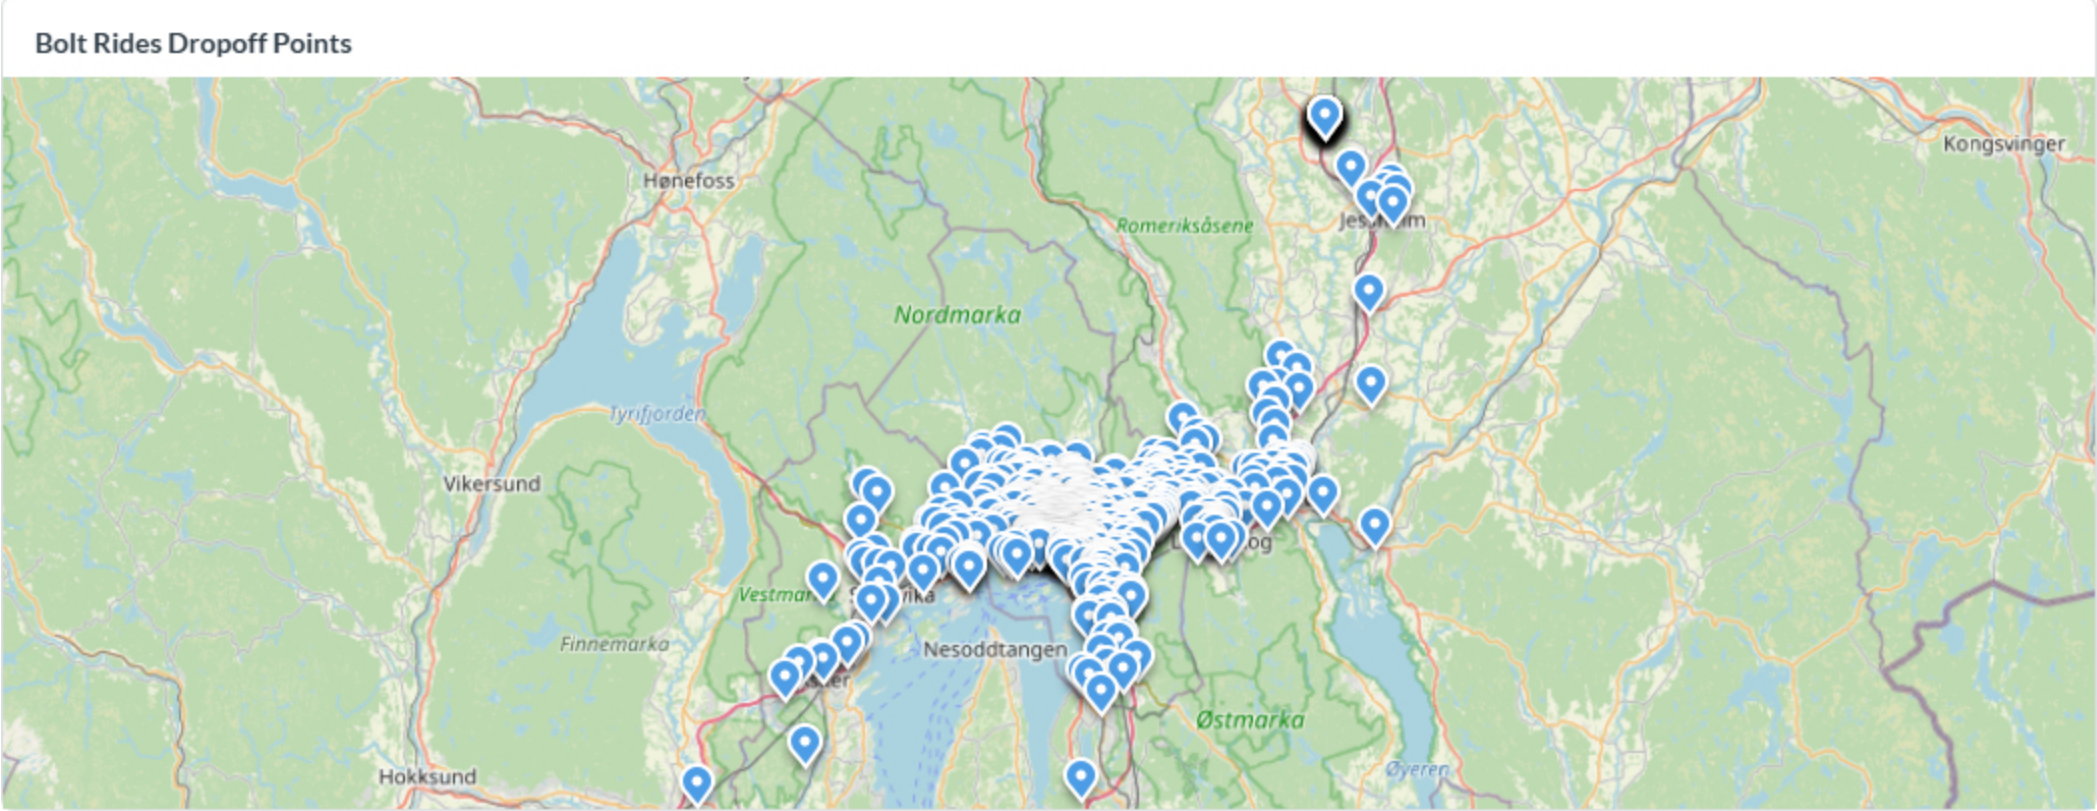 Bolt Rides Dropoff Points
Kongsvinger
Hønefoss
Romeriksåsene
Nordmarka
Tyrifjorden
Vikersund
Finnemarka
Nesoddtangen
Østmarka
Øyeren
Hokksund